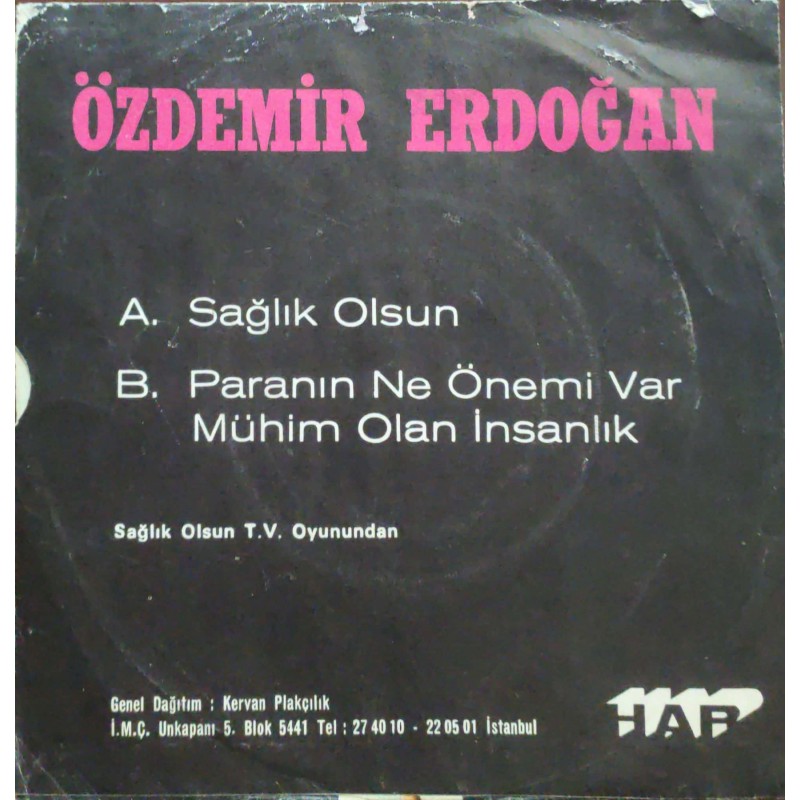 ÖZDEMİR ERDOĞAN
A. Sağlık Olsun
B. Paranın Ne Önemi Var
Mühim Olan İnsanlık
Sağlık Olsun T.V. Oyunundan
Genel Dağıtım : Kervan Plakçılık
İ.M.Ç. Unkapanı 5. Blok 5441 Tel : 27 40 10 - 22 05 01 İstanbul